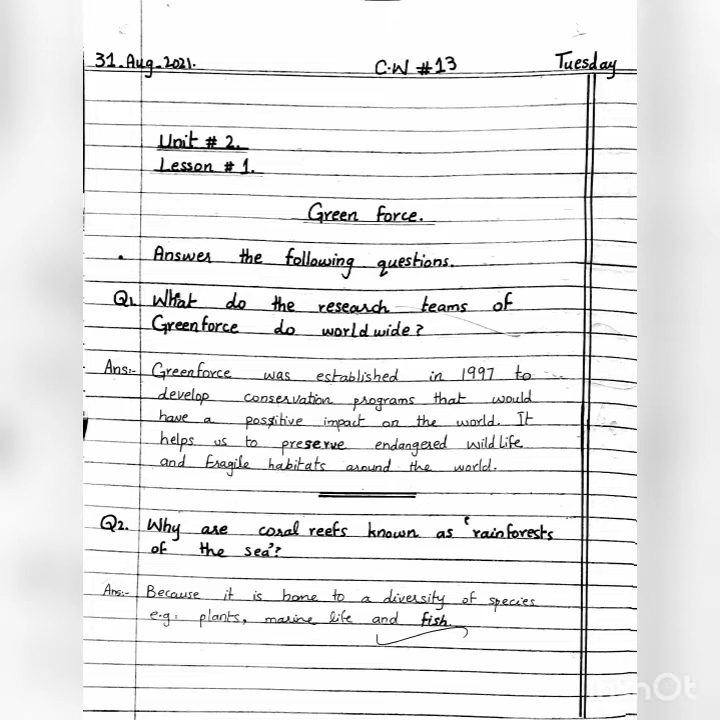 31.Aug.2021. C.W #13 Tuesday
Unit # 2.
Lesson # 1.
Green force.
• Answer the following questions.
Q1. What do the research teams of
Greenforce do worldwide?
Ans:- Greenforce was established in 1997 to
develop conservation programs that would
have a possitive impact on the world. It
helps us to preserve endangered wild life
and fragile habitats around the world.
Q2. Why are coral reefs known as 'rainforests
of the sea'?
Ans:- Because it is home to a diversity of species
e.g: plants, marine life and fish.